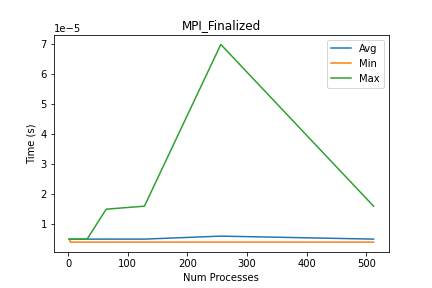 MPI_Finalized
1e−5
7
6
5
4
3
2
1
Time (s)
Avg
Min
Max
0 100 200 300 400 500
Num Processes